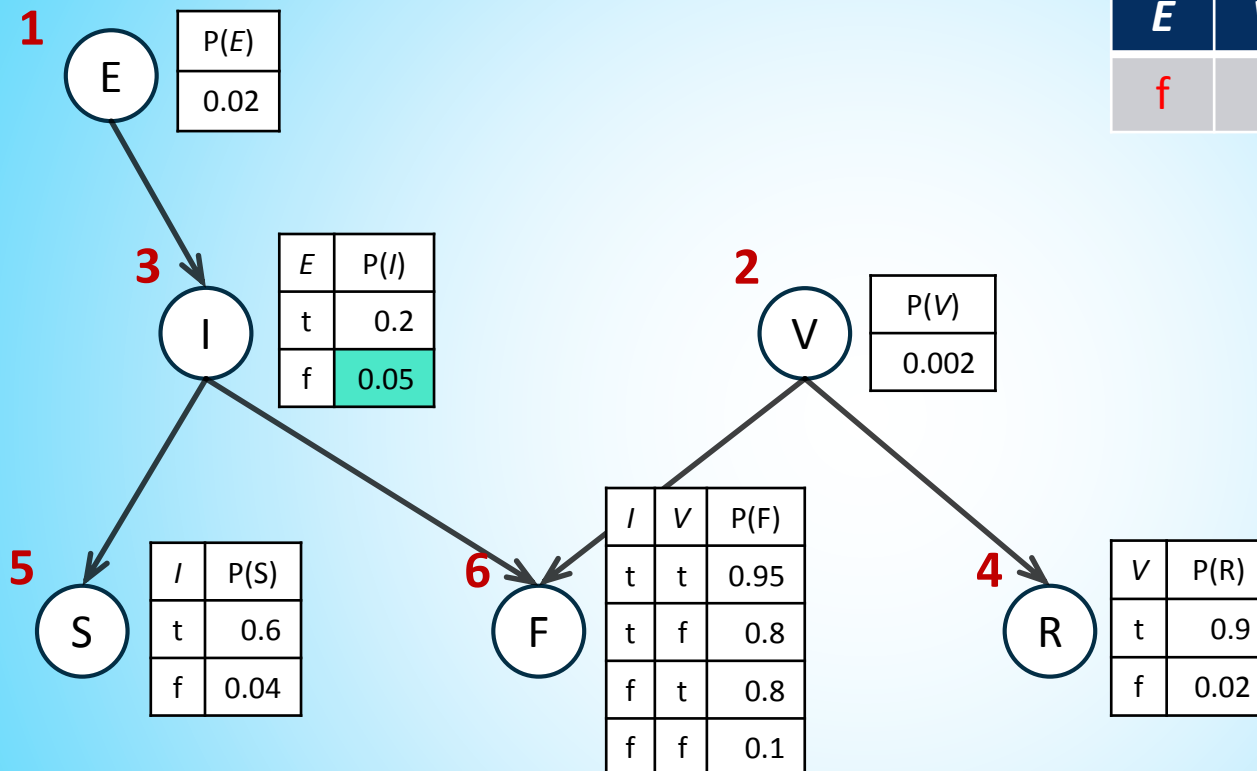 1
E
P(E)
0.02
E
f
3
I
E P(I)
t 0.2
f 0.05
2
V
P(V)
0.002
5
S
I P(S)
t 0.6
f 0.04
6
F
I V P(F)
t t 0.95
t f 0.8
f t 0.8
f f 0.1
4
R
V P(R)
t 0.9
f 0.02